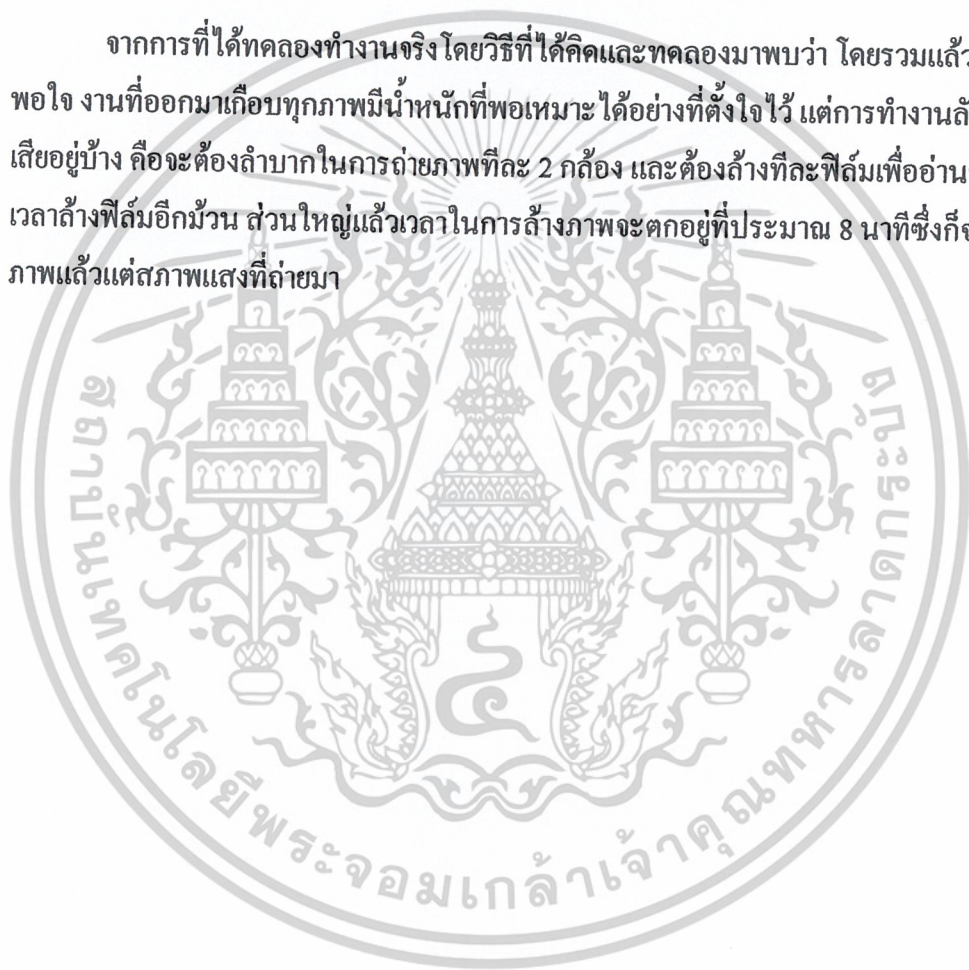 จากการที่ได้ทดลองทำงานจริงโดยวิธีที่ได้คิดและทดลองมาพบว่า โดยรวมแล้ว
พอใจ งานที่ออกมาเกือบทุกภาพมีน้ำหนักที่พอเหมาะได้อย่างที่ตั้งใจไว้ แต่การทำงานลั
เสียอยู่บ้าง คือจะต้องลำบากในการถ่ายภาพทีละ 2 กล้อง และต้องล้างทีละฟิล์มเพื่ออ่าน
เวลาล้างฟิล์มอีกม้วน ส่วนใหญ่แล้วเวลาในการล้างภาพจะตกอยู่ที่ประมาณ 8 นาทีซึ่งก็จ
ภาพแล้วแต่สภาพแสงที่ถ่ายมา
สถาบันเทคโนโลยีพระจอมเกล้าเจ้าคุณทหารลาดกระบัง